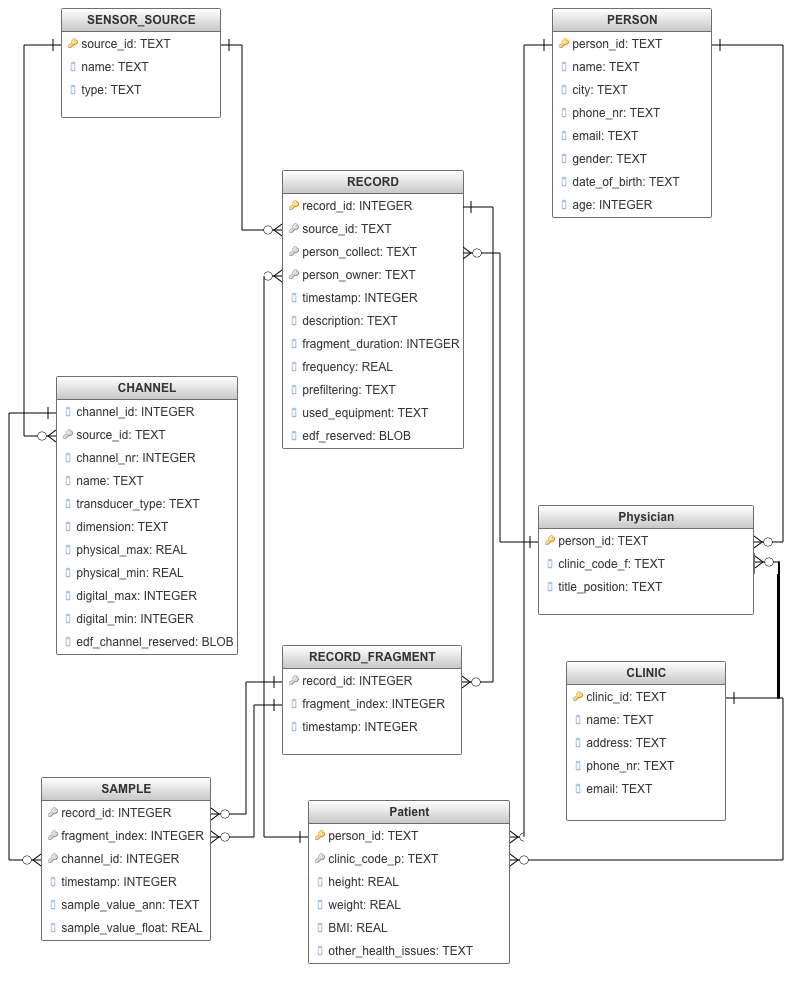 SENSOR_SOURCE
source_id: TEXT
name: TEXT
type: TEXT
PERSON
person_id: TEXT
name: TEXT
city: TEXT
phone_nr: TEXT
email: TEXT
gender: TEXT
date_of_birth: TEXT
age: INTEGER
RECORD
record_id: INTEGER
source_id: TEXT
person_collect: TEXT
person_owner: TEXT
timestamp: INTEGER
description: TEXT
fragment_duration: INTEGER
frequency: REAL
prefiltering: TEXT
used_equipment: TEXT
edf_reserved: BLOB
CHANNEL
channel_id: INTEGER
source_id: TEXT
channel_nr: INTEGER
name: TEXT
transducer_type: TEXT
dimension: TEXT
physical_max: REAL
physical_min: REAL
digital_max: INTEGER
digital_min: INTEGER
edf_channel_reserved: BLOB
Physician
person_id: TEXT
clinic_code_f: TEXT
title_position: TEXT
RECORD_FRAGMENT
record_id: INTEGER
fragment_index: INTEGER
timestamp: INTEGER
CLINIC
clinic_id: TEXT
name: TEXT
address: TEXT
phone_nr: TEXT
email: TEXT
SAMPLE
record_id: INTEGER
fragment_index: INTEGER
channel_id: INTEGER
timestamp: INTEGER
sample_value_ann: TEXT
sample_value_float: REAL
Patient
person_id: TEXT
clinic_code_p: TEXT
height: REAL
weight: REAL
BMI: REAL
other_health_issues: TEXT